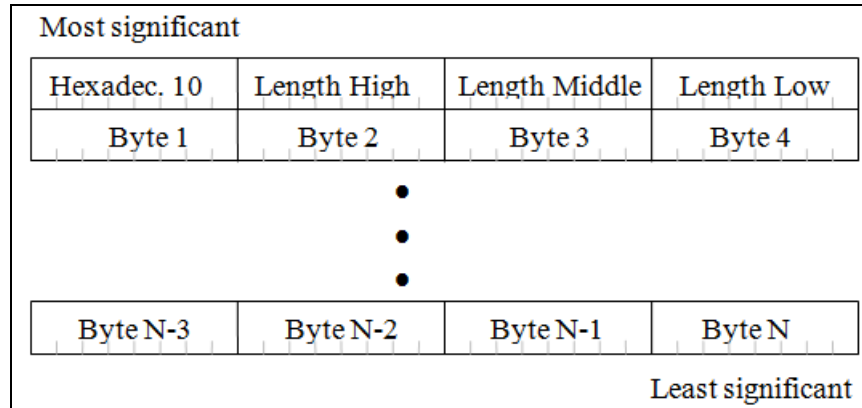 Most significant
Hexadec. 10 Length High Length Middle Length Low
Byte 1 Byte 2 Byte 3 Byte 4
Byte N-3 Byte N-2 Byte N-1 Byte N
Least significant